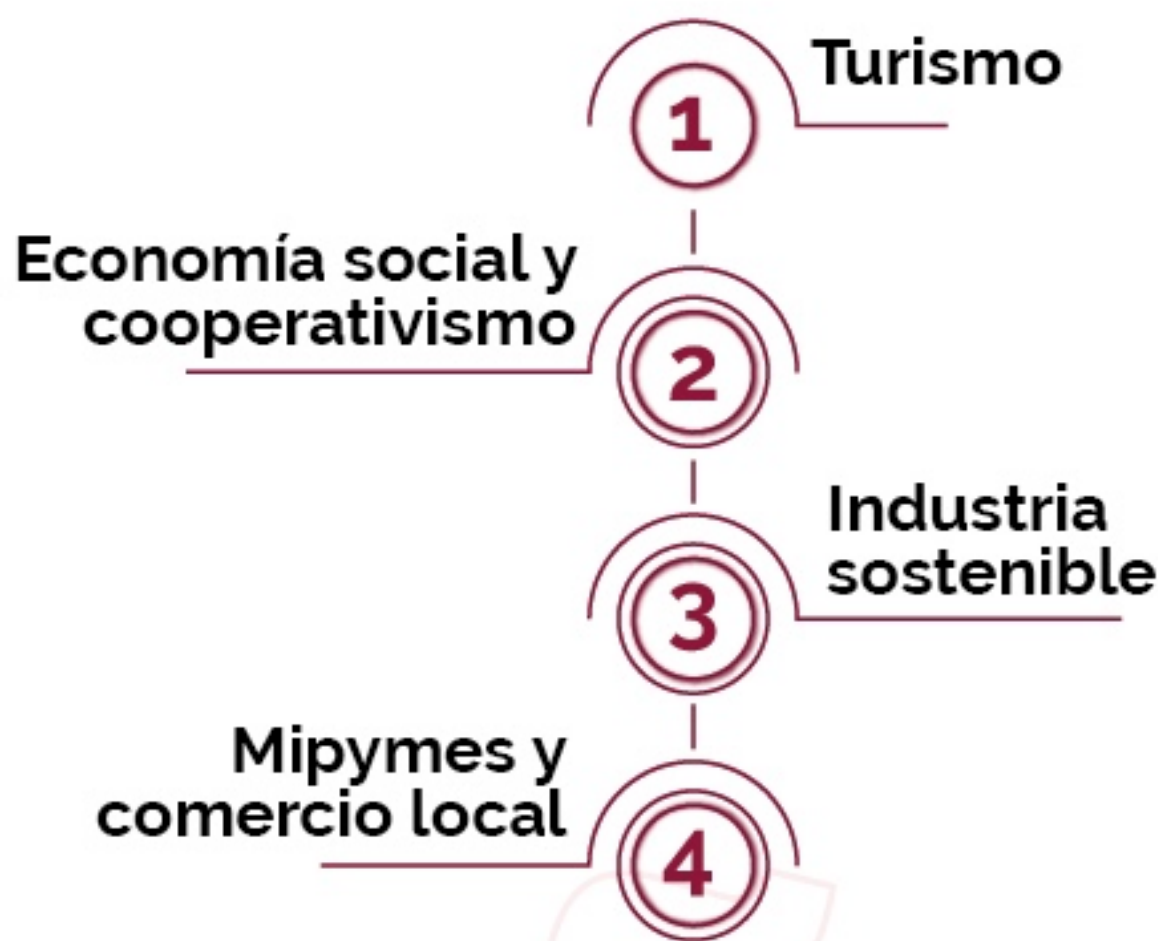 Turismo
1
Economía social y
cooperativismo
2
Industria
sostenible
3
Mipymes y
comercio local
4